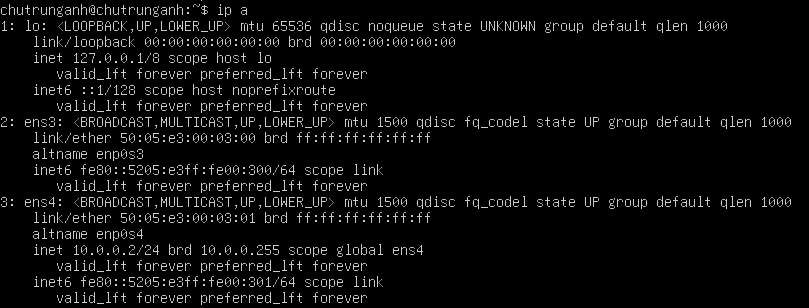 chutrunganh@chutrunganh:~$ ip a
1: lo: <LOOPBACK,UP,LOWER_UP> mtu 65536 qdisc noqueue state UNKNOWN group default qlen 1000
    link/loopback 00:00:00:00:00:00 brd 00:00:00:00:00:00
    inet 127.0.0.1/8 scope host lo
       valid_lft forever preferred_lft forever
    inet6 ::1/128 scope host noprefixroute
       valid_lft forever preferred_lft forever
2: ens3: <BROADCAST,MULTICAST,UP,LOWER_UP> mtu 1500 qdisc fq_codel state UP group default qlen 1000
    link/ether 50:05:e3:00:03:00 brd ff:ff:ff:ff:ff:ff
    altname enp0s3
    inet6 fe80::5205:e3ff:fe00:300/64 scope link
       valid_lft forever preferred_lft forever
3: ens4: <BROADCAST,MULTICAST,UP,LOWER_UP> mtu 1500 qdisc fq_codel state UP group default qlen 1000
    link/ether 50:05:e3:00:03:01 brd ff:ff:ff:ff:ff:ff
    altname enp0s4
    inet 10.0.0.2/24 brd 10.0.0.255 scope global ens4
       valid_lft forever preferred_lft forever
    inet6 fe80::5205:e3ff:fe00:301/64 scope link
       valid_lft forever preferred_lft forever